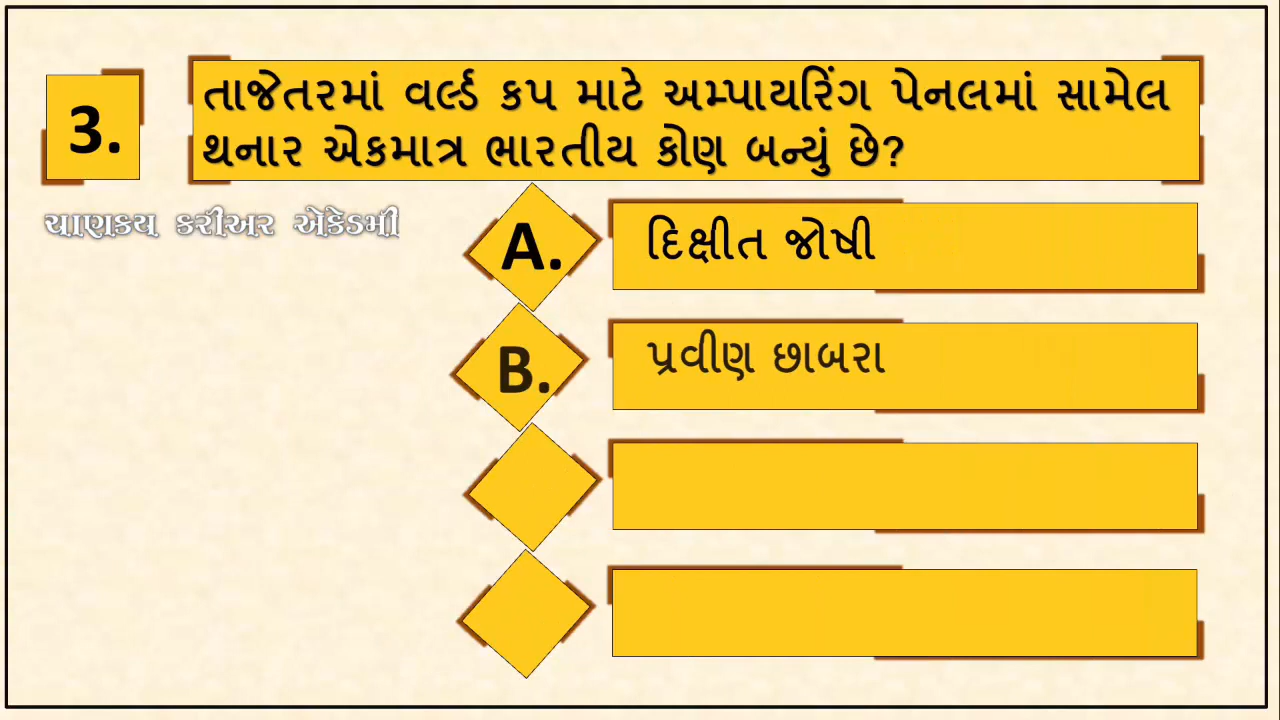 3.
તાજેતરમાં વર્લ્ડ કપ માટે અમ્પાયરિંગ પેનલમાં સામેલ
થનાર એકમાત્ર ભારતીય કોણ બન્યું છે?
ચાણક્ય કરીઅર એકેડમી
A. દિક્ષીત જોષી
B. પ્રવીણ છાબરા